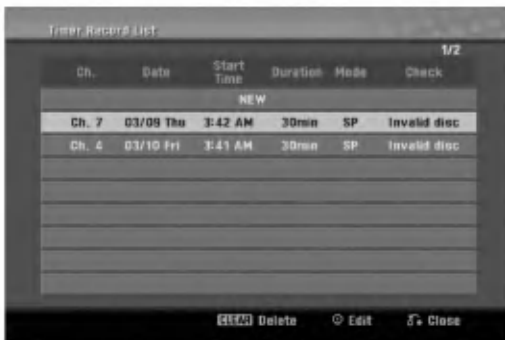 Timer Record List
1/2
Ch. Date Start Time Duration Mode Check
NEW
Ch. 7 03/09 Thu 3:42 AM 30min SP Invalid disc
Ch. 4 03/10 Fri 3:41 AM 30min SP Invalid disc
CLEAR Delete Edit Close